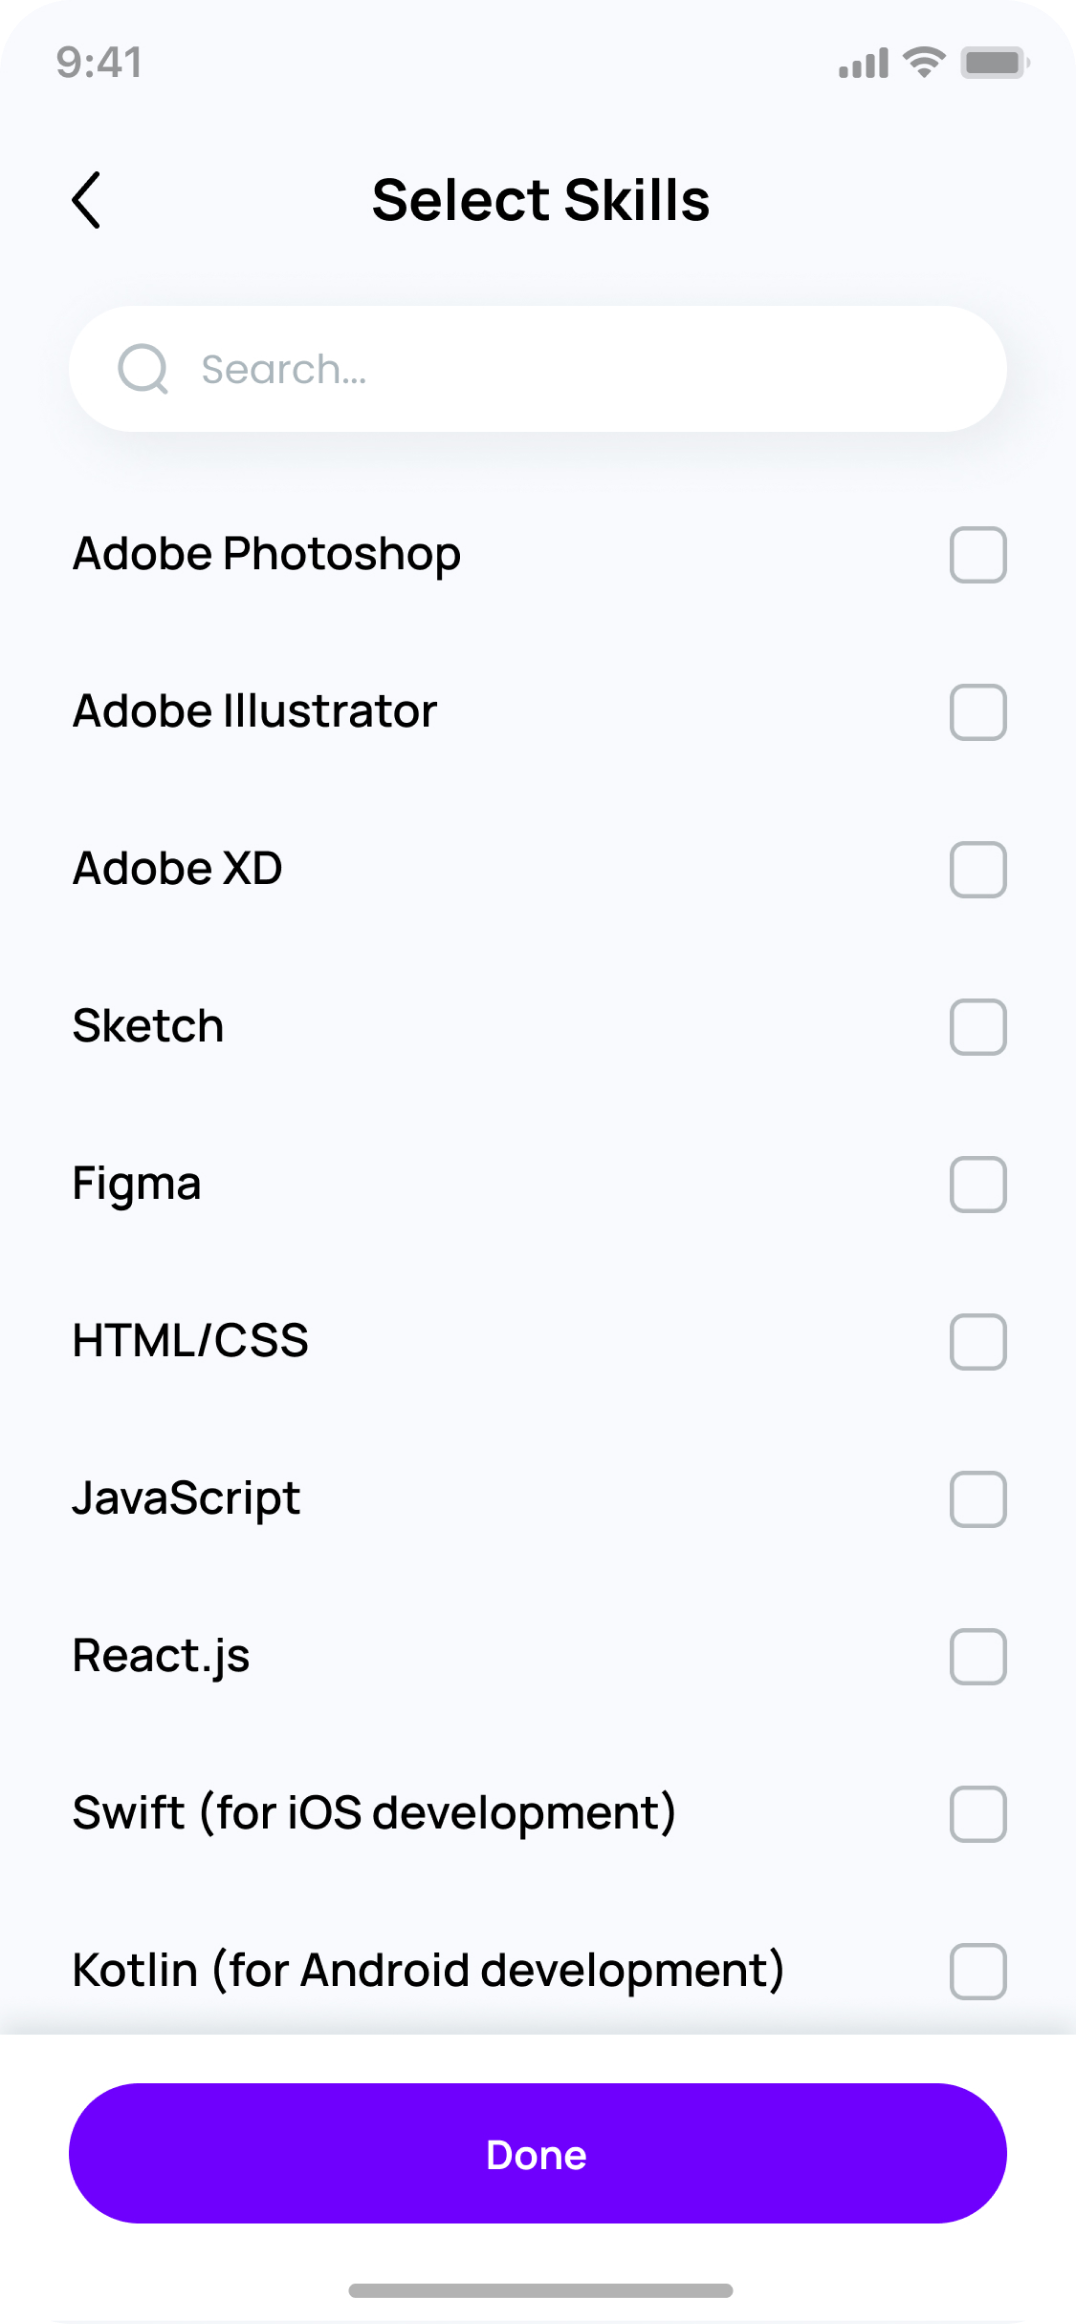 9:41
Select Skills
Search...
Adobe Photoshop
Adobe Illustrator
Adobe XD
Sketch
Figma
HTML/CSS
JavaScript
React.js
Swift (for iOS development)
Kotlin (for Android development)
Done